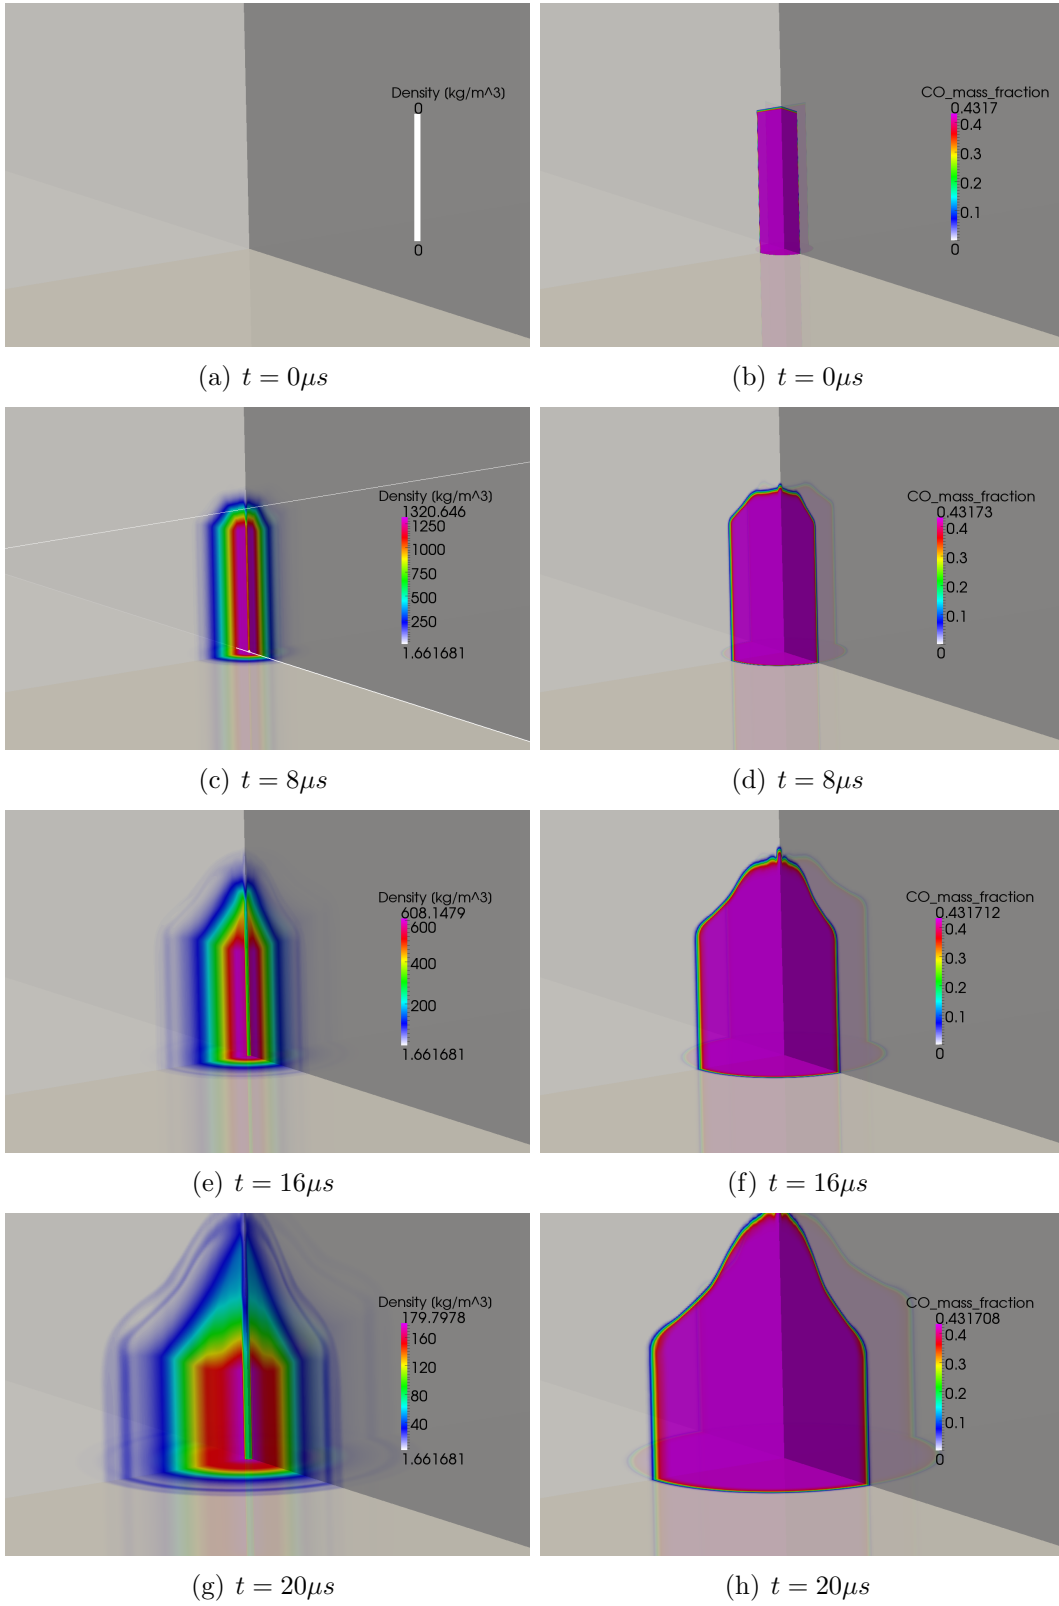 Density [kg/m^3]
0
0
CO_mass_fraction
0.4317
0.4
0.3
0.2
0.1
0
(a) t = 0μs
(b) t = 0μs
Density [kg/m^3]
1320.646
1250
1000
750
500
250
1.661681
CO_mass_fraction
0.43173
0.4
0.3
0.2
0.1
0
(c) t = 8μs
(d) t = 8μs
Density [kg/m^3]
608.1479
600
400
200
1.661681
CO_mass_fraction
0.431712
0.4
0.3
0.2
0.1
0
(e) t = 16μs
(f) t = 16μs
Density [kg/m^3]
179.7978
160
120
80
40
1.661681
CO_mass_fraction
0.431708
0.4
0.3
0.2
0.1
0
(g) t = 20μs
(h) t = 20μs